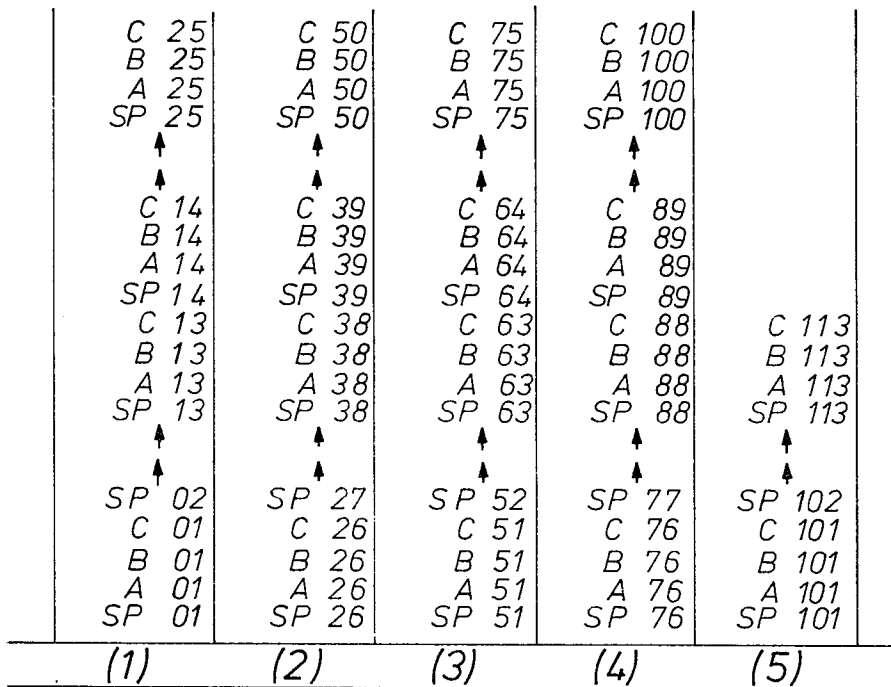 C 25 C 50 C 75 C 100
B 25 B 50 B 75 B 100
A 25 A 50 A 75 A 100
SP 25 SP 50 SP 75 SP 100
C 14 C 39 C 64 C 89
B 14 B 39 B 64 B 89
A 14 A 39 A 64 A 89
SP 14 SP 39 SP 64 SP 89
C 13 C 38 C 63 C 88 C 113
B 13 B 38 B 63 B 88 B 113
A 13 A 38 A 63 A 88 A 113
SP 13 SP 38 SP 63 SP 88 SP 113
SP 02 SP 27 SP 52 SP 77 SP 102
C 01 C 26 C 51 C 76 C 101
B 01 B 26 B 51 B 76 B 101
A 01 A 26 A 51 A 76 A 101
SP 01 SP 26 SP 51 SP 76 SP 101
(1) (2) (3) (4) (5)